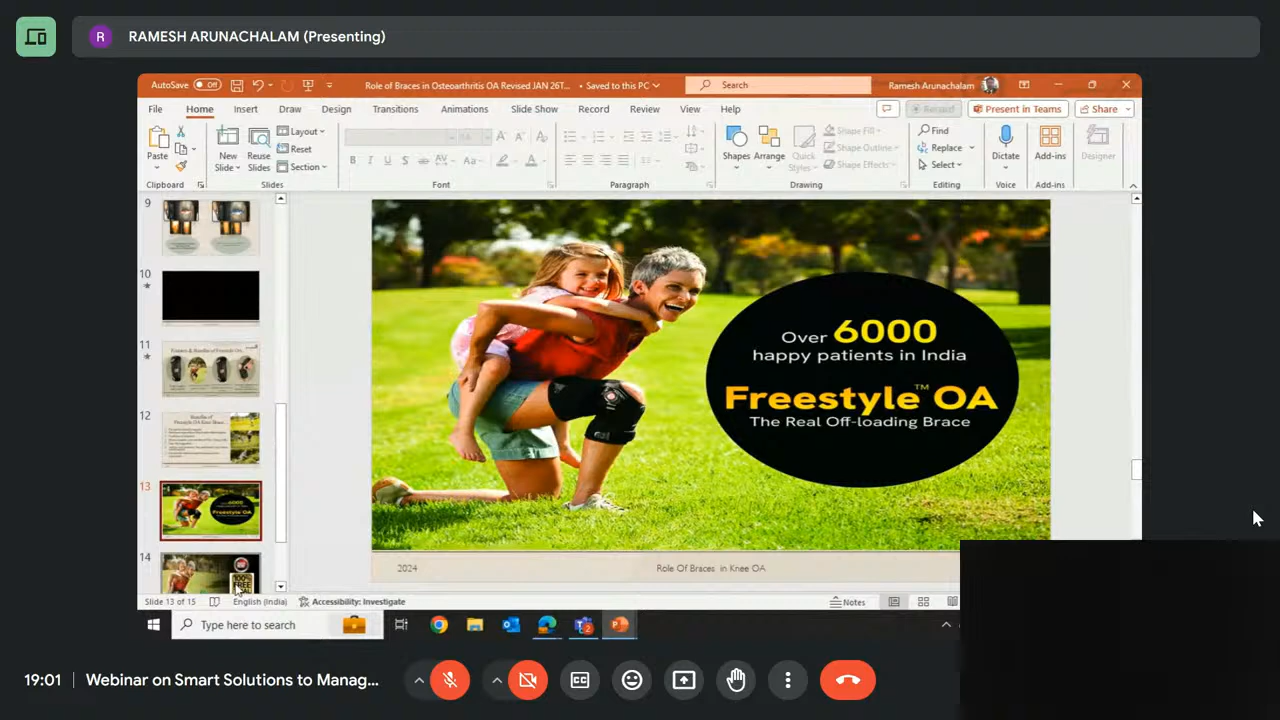 R RAMESH ARUNACHALAM (Presenting)
AutoSave Off Role of Braces in Osteoarthritis OA Revised JAN 26T... • Saved to this PC Search Ramesh Arunachalam
File Home Insert Draw Design Transitions Animations Slide Show Record Review View Help Record Present in Teams Share
Paste New Slide Reuse Slides Layout Reset Section Shapes Arrange Quick Styles Shape Fill Shape Outline Shape Effects Find Replace Select Dictate Add-ins Designer
Clipboard Slides Font Paragraph Drawing Editing Voice Add-ins
9
10
11
12
13
14
Over 6000
happy patients in India
Freestyle™ OA
The Real Off-loading Brace
2024 Role Of Braces in Knee OA
Slide 13 of 15 English (India) Accessibility: Investigate Notes
Type here to search
19:01 Webinar on Smart Solutions to Manag...